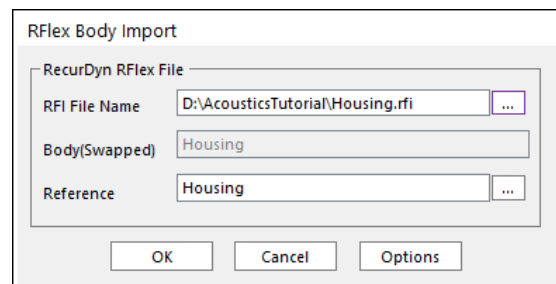 RFlex Body Import
RecurDyn RFlex File
RFI File Name D:\AcousticsTutorial\Housing.rfi ...
Body(Swapped) Housing
Reference Housing ...
OK Cancel Options